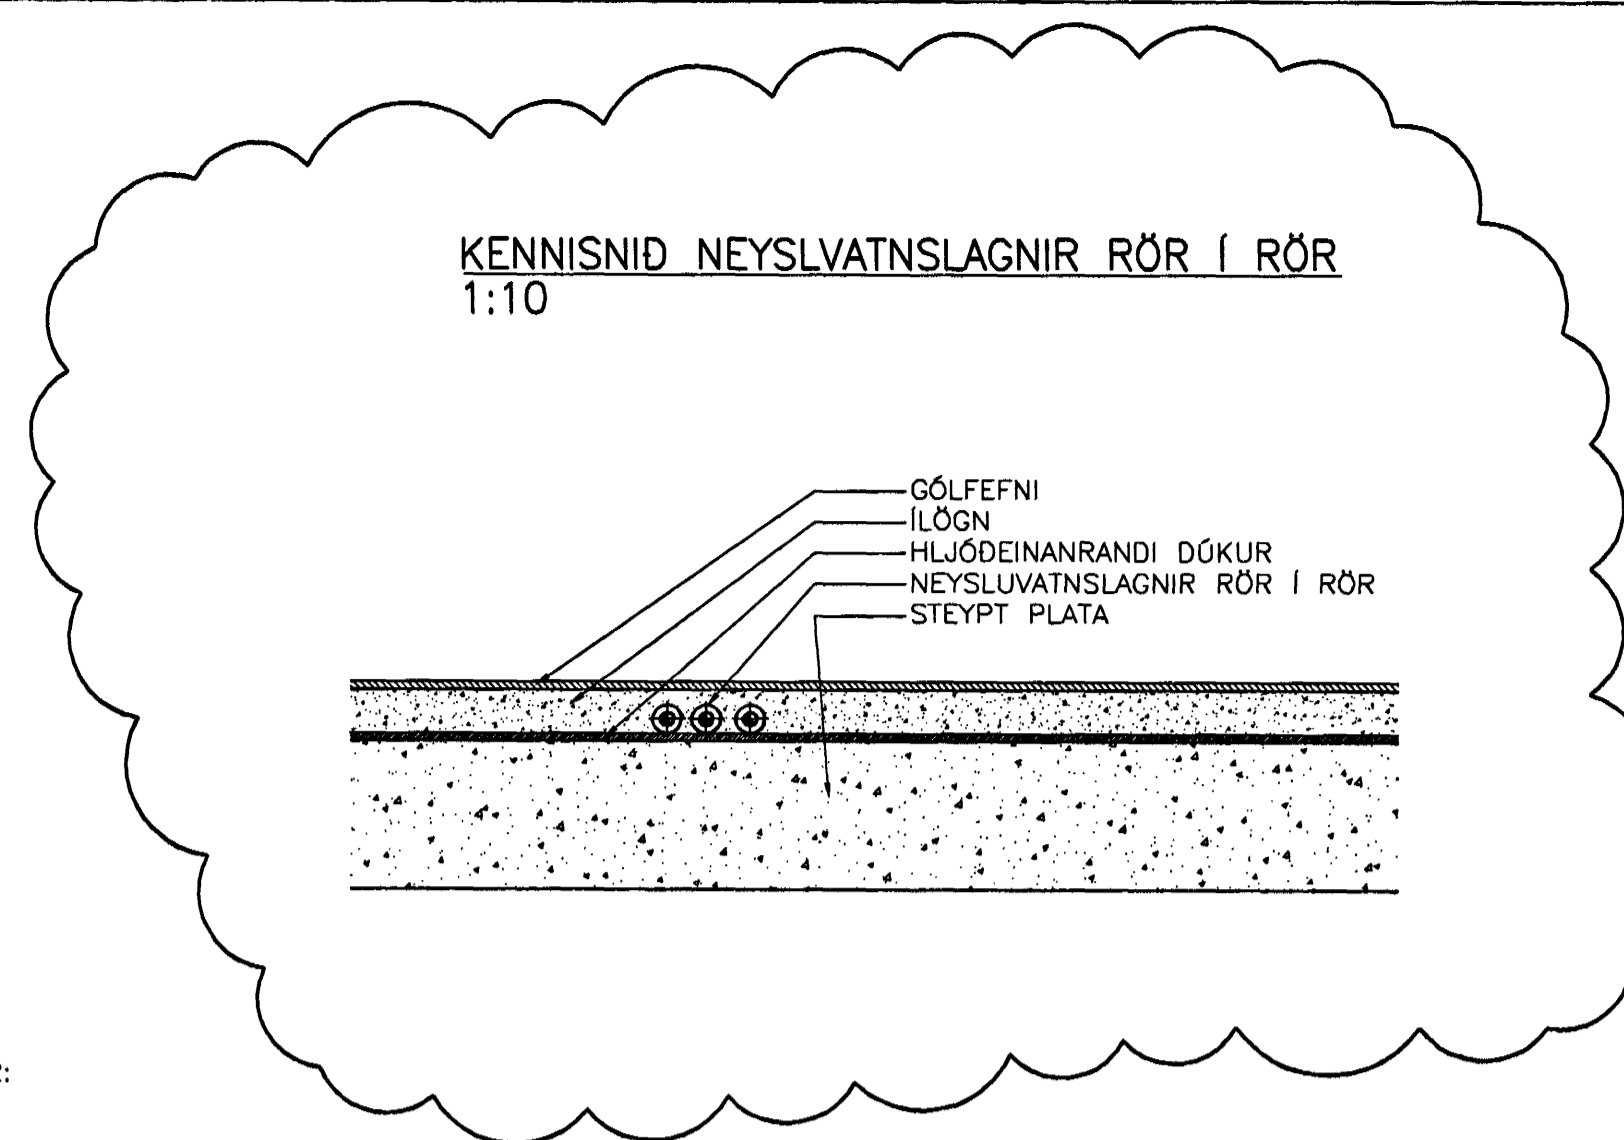 KENNISNIÐ NEYSLVATNSLAGNIR RÖR Í RÖR
1:10
GÓLFEFNI
ÍLÖGN
HLJÓÐEINANRANDI DÚKUR
NEYSLUVATNSLAGNIR RÖR Í RÖR
STEYPT PLATA